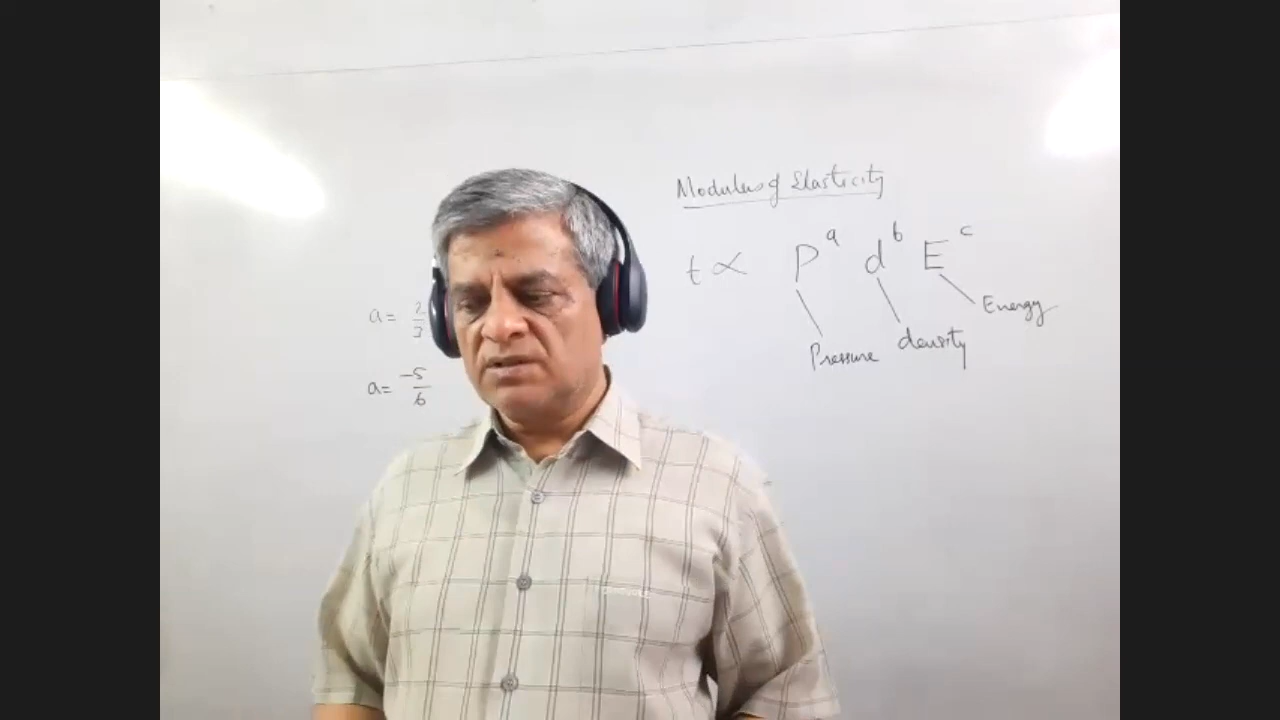 Modulus of Elasticity
t ∝ P^a d^b E^c
Energy
Pressure density
a = 2/3
a = -5/6